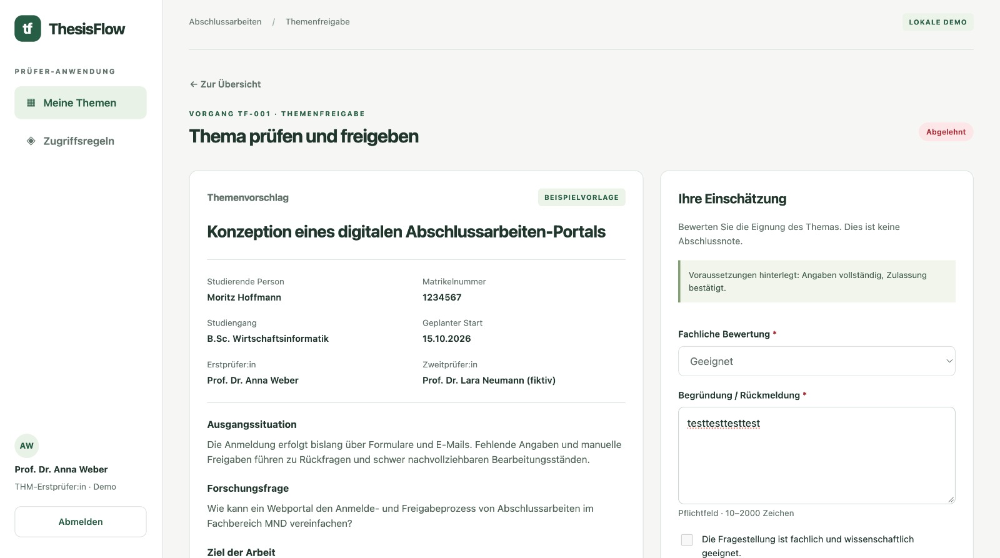 tf ThesisFlow
PRÜFER-ANWENDUNG
Meine Themen
Zugriffsregeln
AW
Prof. Dr. Anna Weber
THM-Erstprüfer:in · Demo
Abmelden
Abschlussarbeiten / Themenfreigabe
LOKALE DEMO
← Zur Übersicht
VORGANG TF-001 · THEMENFREIGABE
Thema prüfen und freigeben
Abgelehnt
Themenvorschlag
BEISPIELVORLAGE
Konzeption eines digitalen Abschlussarbeiten-Portals
Studierende Person
Moritz Hoffmann
Matrikelnummer
1234567
Studiengang
B.Sc. Wirtschaftsinformatik
Geplanter Start
15.10.2026
Erstprüfer:in
Prof. Dr. Anna Weber
Zweitprüfer:in
Prof. Dr. Lara Neumann (fiktiv)
Ausgangssituation
Die Anmeldung erfolgt bislang über Formulare und E-Mails. Fehlende Angaben und manuelle
Freigaben führen zu Rückfragen und schwer nachvollziehbaren Bearbeitungsständen.
Forschungsfrage
Wie kann ein Webportal den Anmelde- und Freigabeprozess von Abschlussarbeiten im
Fachbereich MND vereinfachen?
Ziel der Arbeit
Ihre Einschätzung
Bewerten Sie die Eignung des Themas. Dies ist keine
Abschlussnote.
Voraussetzungen hinterlegt: Angaben vollständig, Zulassung
bestätigt.
Fachliche Bewertung *
Geeignet
Begründung / Rückmeldung *
testtesttesttest
Pflichtfeld · 10–2000 Zeichen
Die Fragestellung ist fachlich und wissenschaftlich
geeignet.